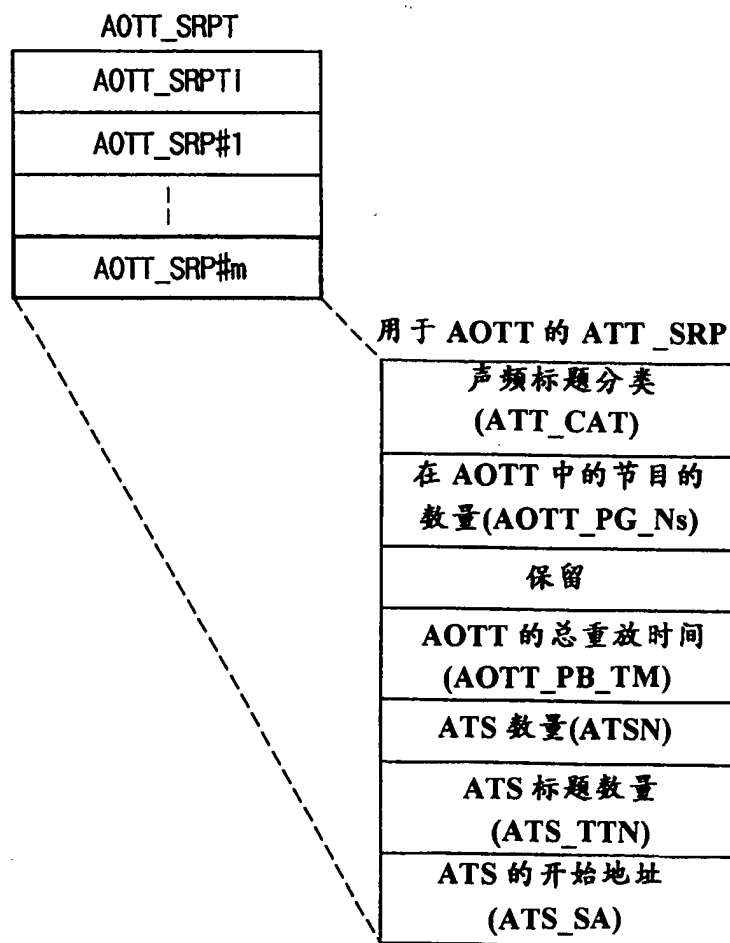 AOTT_SRPT
AOTT_SRPTI
AOTT_SRP#1
AOTT_SRP#m
用于 AOTT 的 ATT _SRP
声频标题分类
(ATT_CAT)
在 AOTT 中的节目的
数量(AOTT_PG_Ns)
保留
AOTT 的总重放时间
(AOTT_PB_TM)
ATS 数量(ATSN)
ATS 标题数量
(ATS_TTN)
ATS 的开始地址
(ATS_SA)